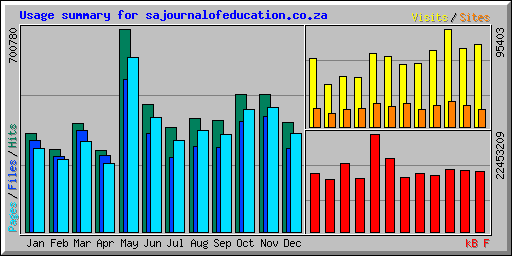 Usage summary for sajournalofeducation.co.za
Visits / Sites
700780
95403
Pages / Files / Hits
22453209
Jan Feb Mar Apr May Jun Jul Aug Sep Oct Nov Dec
kB F